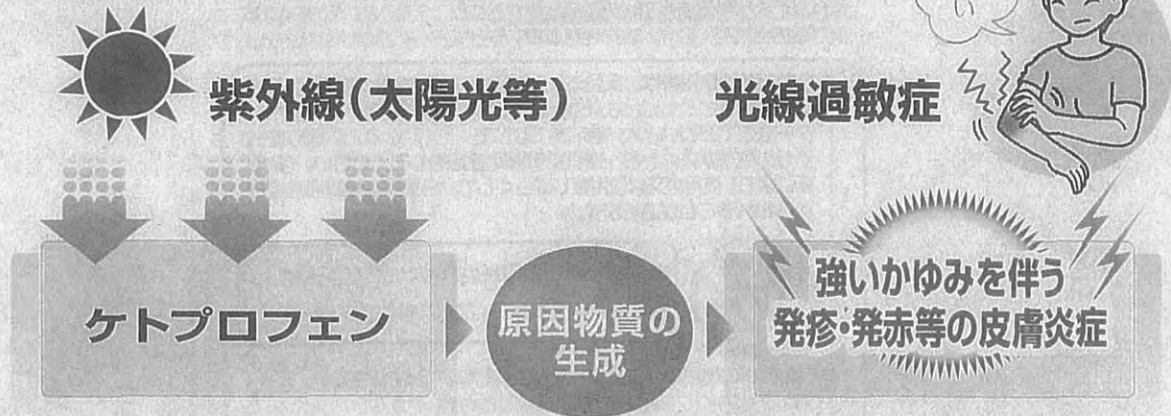 紫外線(太陽光等)
光線過敏症
ケトプロフェン
原因物質の
生成
強いかゆみを伴う
発疹・発赤等の皮膚炎症